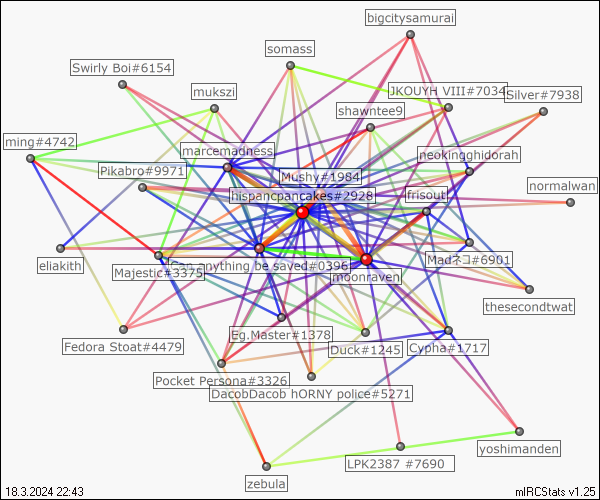 bigcitysamurai
somass
Swirly Boi#6154
mukszi
JKOUYH VIII#7034
Silver#7938
shawntee9
ming#4742
marcemadness
neokingghidorah
Pikabro#9971
Mushy#1984
hispancpancakes#2928
frisout
normalwan
eliakith
Majestic#3375
anything be saved#0396
moonraven
Madネコ#6901
thesecondtwat
Fedora Stoat#4479
Eg.Master#1378
Duck#1245
Cypha#1717
Pocket Persona#3326
DacobDacob hORNY police#5271
yoshimanden
LPK2387 #7690
zebula
18.3.2024 22:43
mIRCStats v1.25